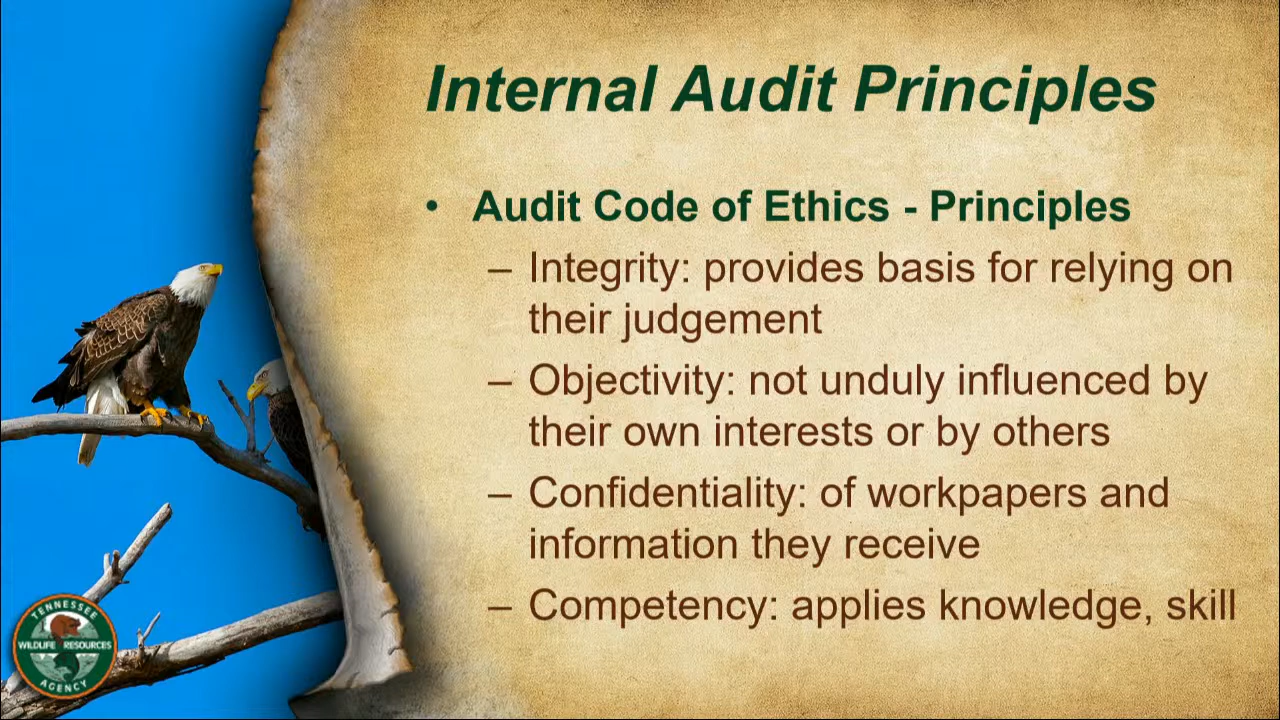 Internal Audit Principles
• Audit Code of Ethics - Principles
– Integrity: provides basis for relying on
their judgement
– Objectivity: not unduly influenced by
their own interests or by others
– Confidentiality: of workpapers and
information they receive
– Competency: applies knowledge, skill
TENNESSEE
WILDLIFE RESOURCES
AGENCY